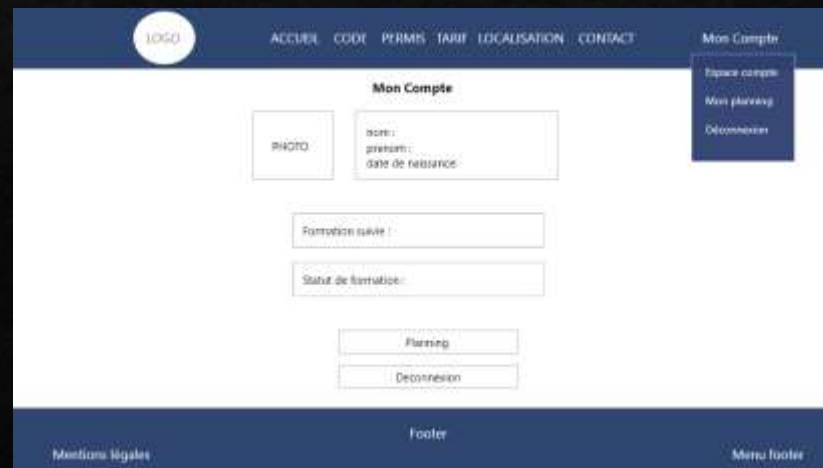 LOGO
ACCUEIL CODE PERMIS TARIF LOCALISATION CONTACT
Mon Compte
Espace compte
Mon planning
Déconnexion
Mon Compte
PHOTO
nom :
prenom :
date de naissance
Formation suivie :
Statut de formation :
Planning
Deconnexion
Footer
Mentions légales
Menu footer